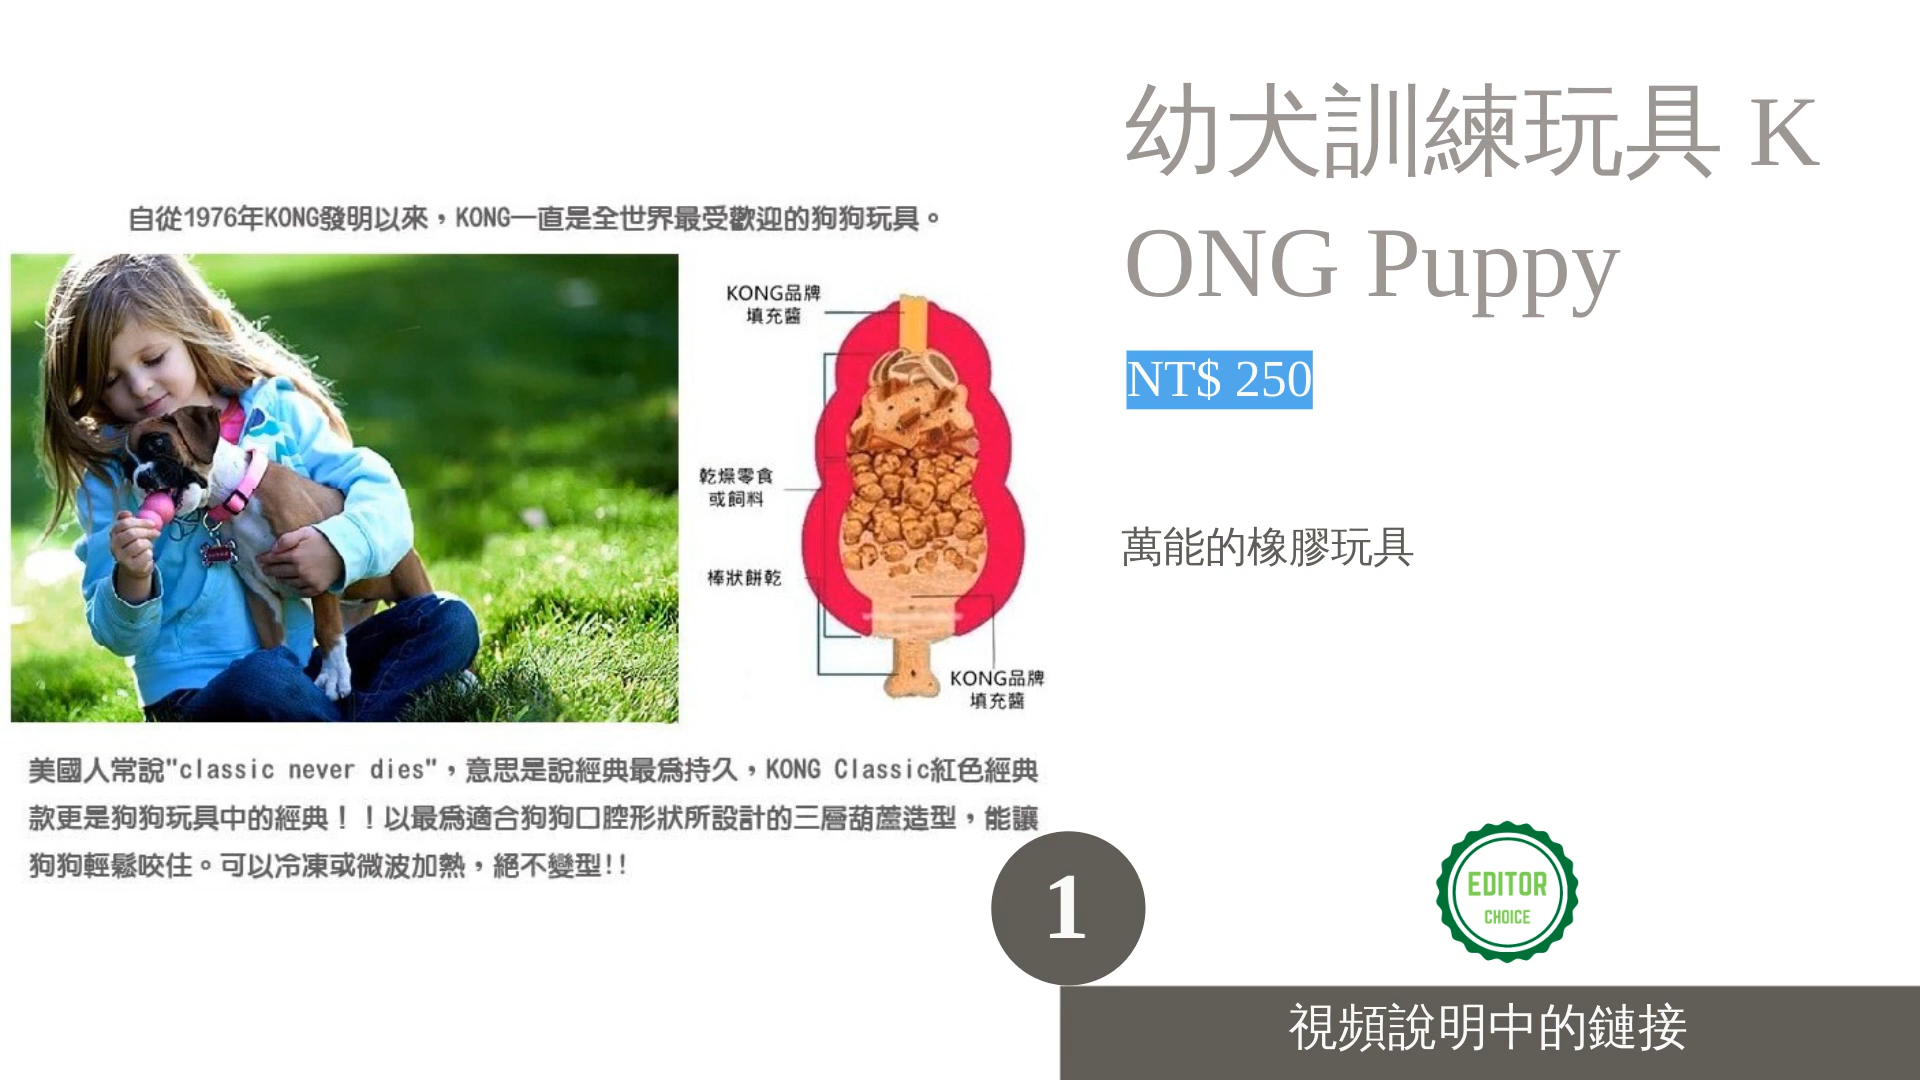 幼犬訓練玩具 K
ONG Puppy
NT$ 250
萬能的橡膠玩具
自從1976年KONG發明以來，KONG一直是全世界最受歡迎的狗狗玩具。
KONG品牌
填充醬
乾燥零食
或飼料
棒狀餅乾
KONG品牌
填充醬
美國人常說"classic never dies"，意思是說經典最為持久，KONG Classic紅色經典
款更是狗狗玩具中的經典！！以最為適合狗狗口腔形狀所設計的三層葫蘆造型，能讓
狗狗輕鬆咬住。可以冷凍或微波加熱，絕不變型!!
1
EDITOR
CHOICE
視頻說明中的鏈接